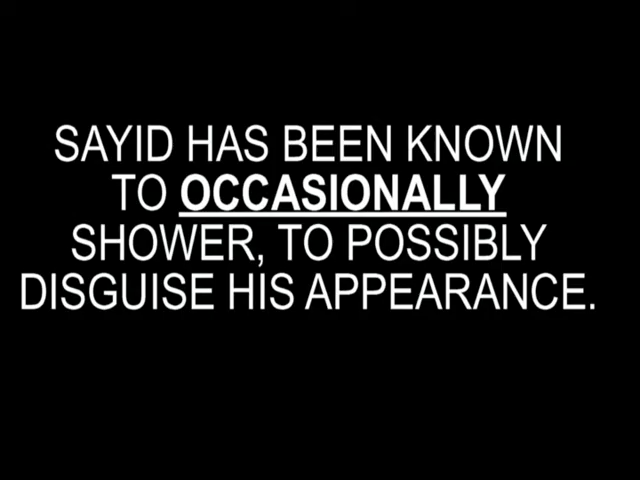 SAYID HAS BEEN KNOWN
TO OCCASIONALLY
SHOWER, TO POSSIBLY
DISGUISE HIS APPEARANCE.